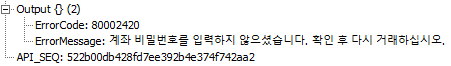 Output {} (2)
ErrorCode: 80002420
ErrorMessage: 계좌 비밀번호를 입력하지 않으셨습니다. 확인 후 다시 거래하십시오.
API_SEQ: 522b00db428fd7ee392b4e374f742aa2